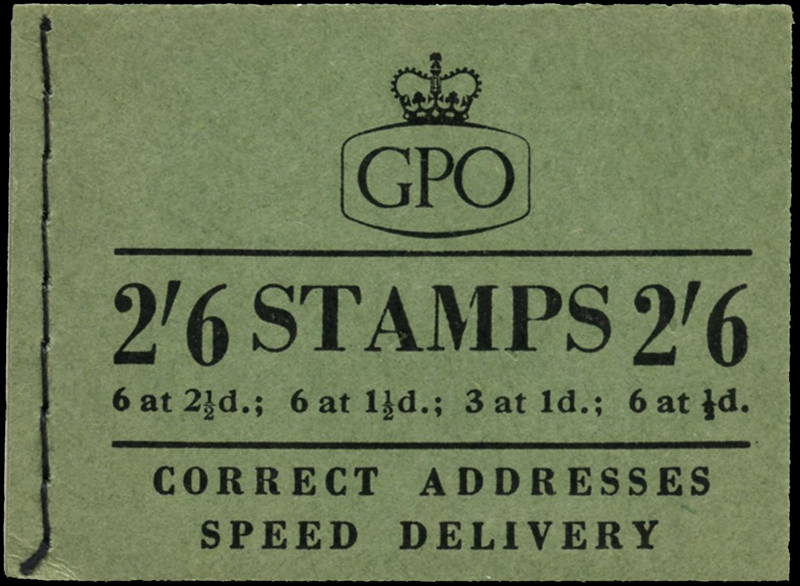 GPO
2'6 STAMPS 2'6
6 at 2½d.; 6 at 1½d.; 3 at 1d.; 6 at ½d.
CORRECT ADDRESSES
SPEED DELIVERY